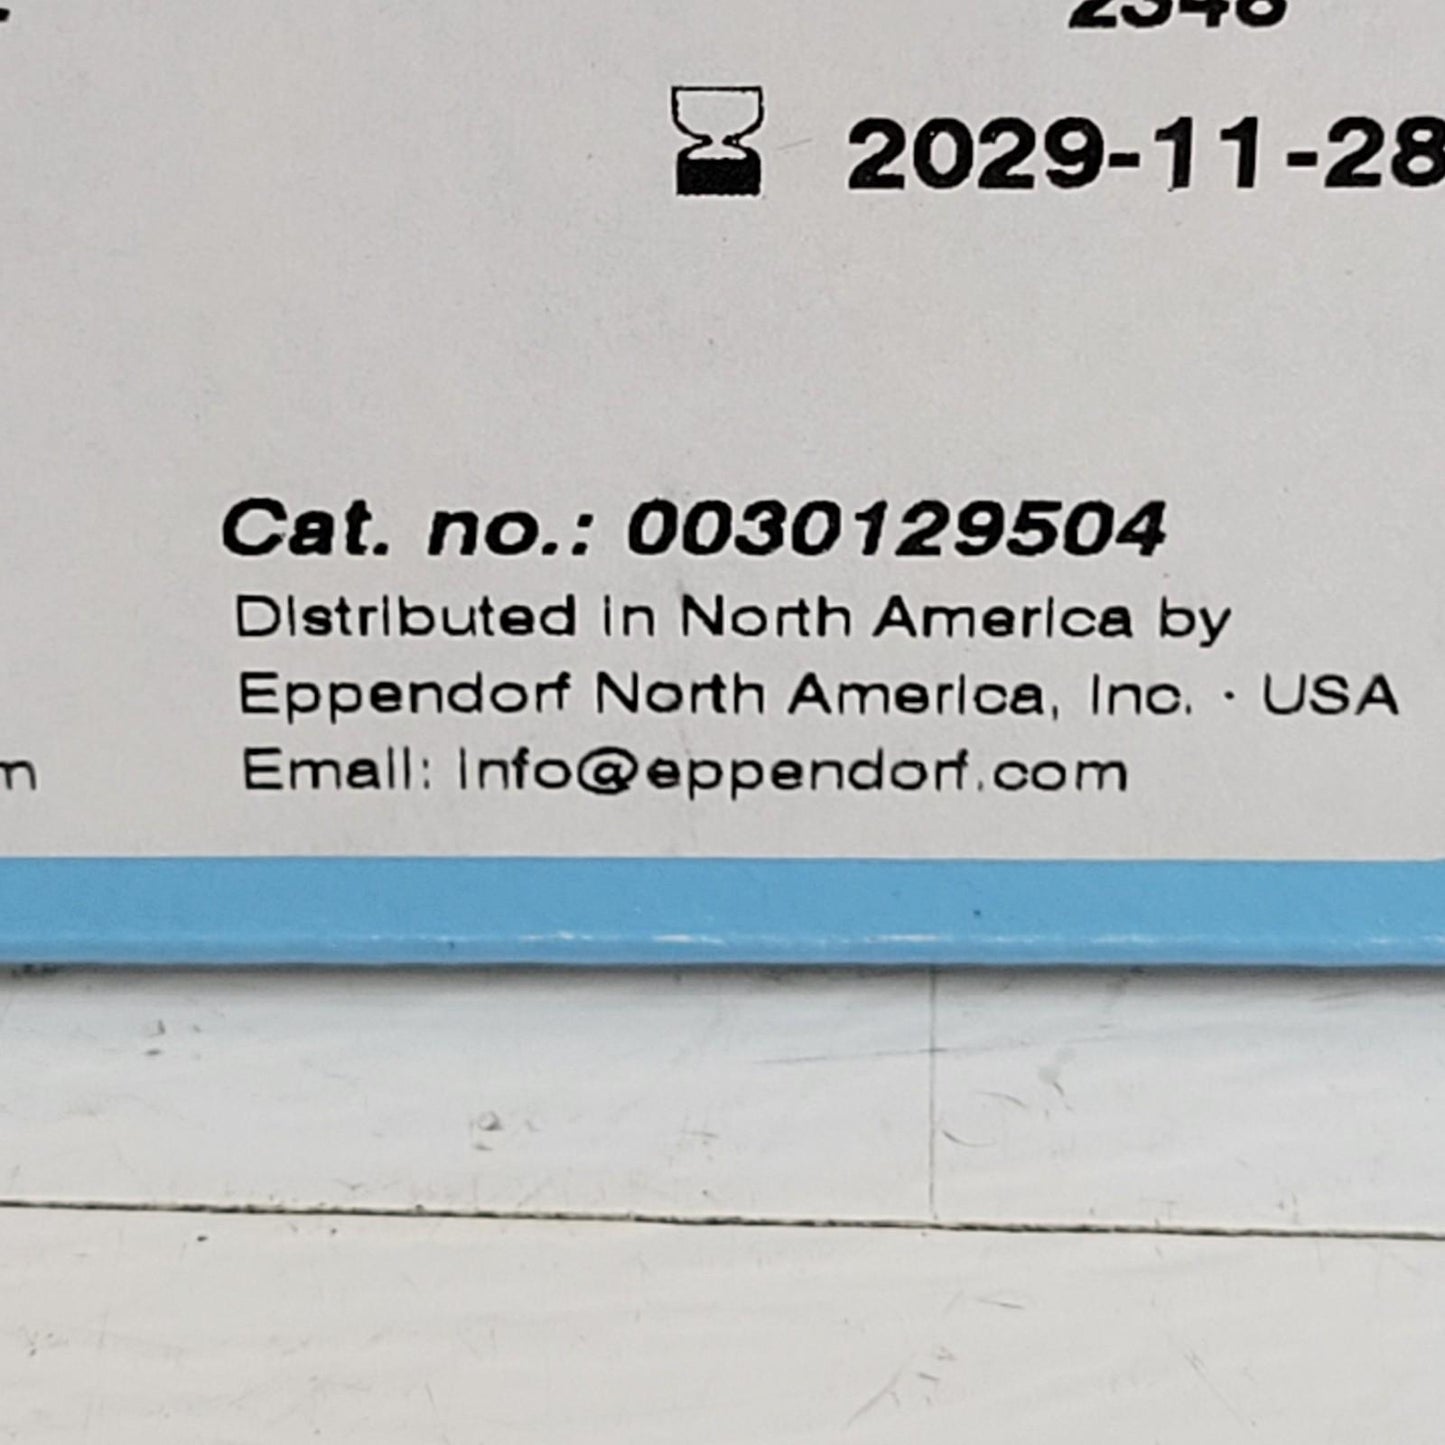 2348
2029-11-28
Cat. no.: 0030129504
Distributed in North America by
Eppendorf North America, Inc. · USA
Email: info@eppendorf.com